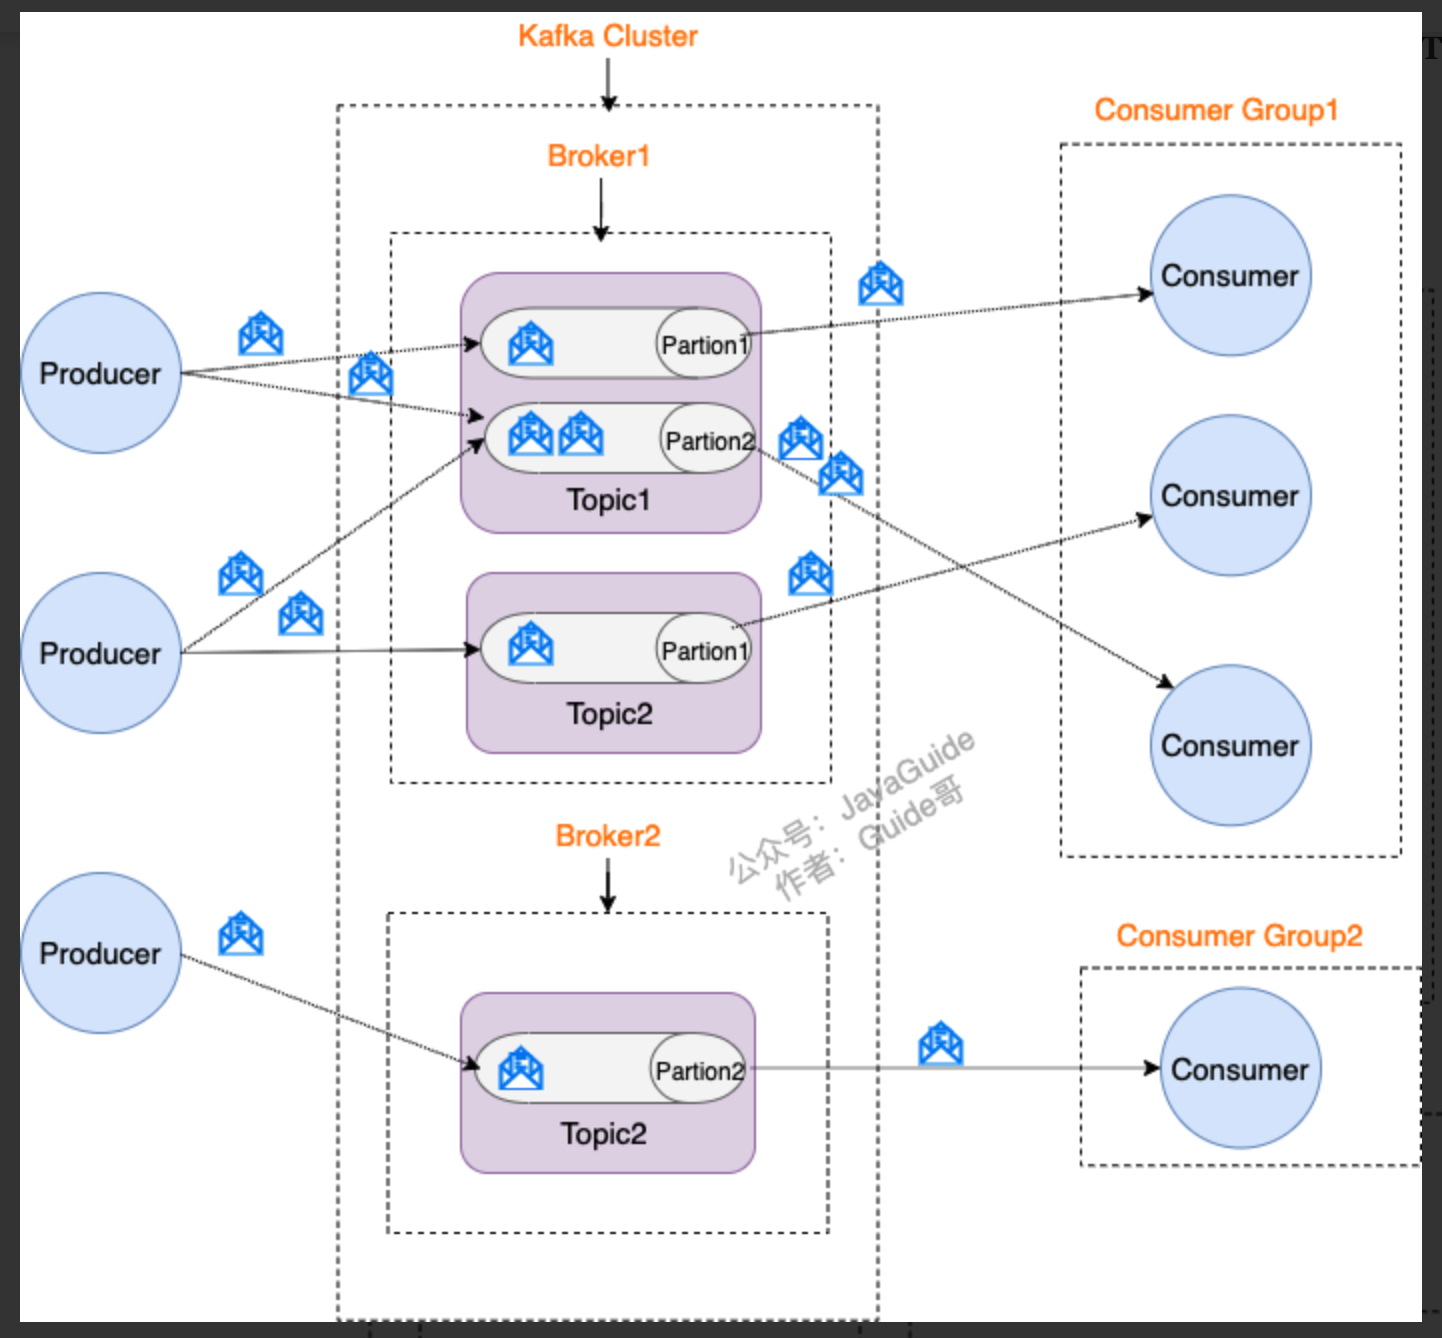 Kafka Cluster
Consumer Group1
Broker1
Consumer
Producer
Partion1
Partion2
Topic1
Consumer
Producer
Partion1
Topic2
Consumer
公众号：JavaGuide
作者：Guide哥
Broker2
Consumer Group2
Producer
Partion2
Consumer
Topic2
T